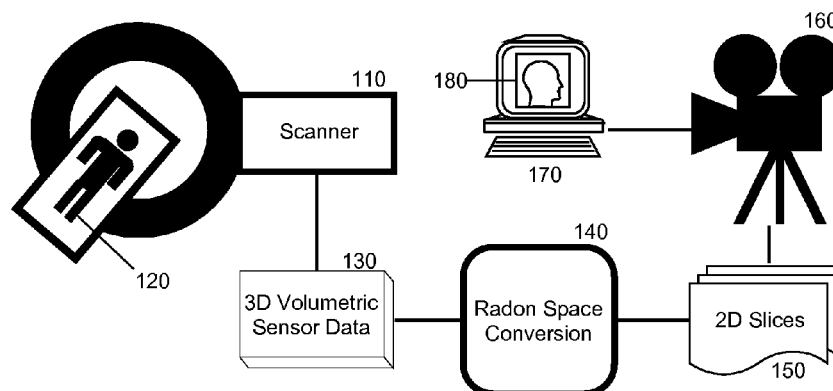 110
Scanner
120
180
170
160
130
3D Volumetric
Sensor Data
140
Radon Space
Conversion
2D Slices
150